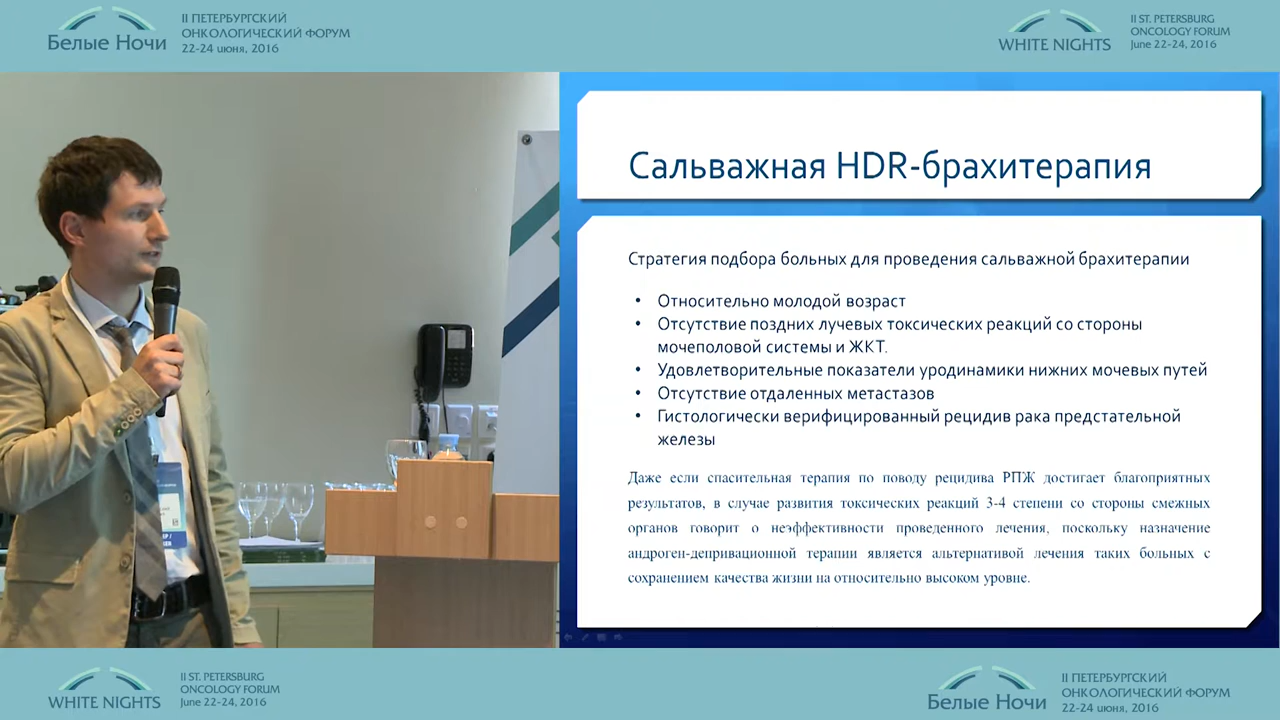 Белые Ночи
II ПЕТЕРБУРГСКИЙ
ОНКОЛОГИЧЕСКИЙ ФОРУМ
22-24 июня, 2016
WHITE NIGHTS
II ST. PETERSBURG
ONCOLOGY FORUM
June 22-24, 2016
Сальважная HDR-брахитерапия
Стратегия подбора больных для проведения сальважной брахитерапии
• Относительно молодой возраст
• Отсутствие поздних лучевых токсических реакций со стороны
мочеполовой системы и ЖКТ.
• Удовлетворительные показатели уродинамики нижних мочевых путей
• Отсутствие отдаленных метастазов
• Гистологически верифицированный рецидив рака предстательной
железы
Даже если спасительная терапия по поводу рецидива РПЖ достигает благоприятных
результатов, в случае развития токсических реакций 3-4 степени со стороны смежных
органов говорит о неэффективности проведенного лечения, поскольку назначение
андроген-депривационной терапии является альтернативой лечения таких больных с
сохранением качества жизни на относительно высоком уровне.
WHITE NIGHTS
II ST. PETERSBURG
ONCOLOGY FORUM
June 22-24, 2016
Белые Ночи
II ПЕТЕРБУРГСКИЙ
ОНКОЛОГИЧЕСКИЙ ФОРУМ
22-24 июня, 2016